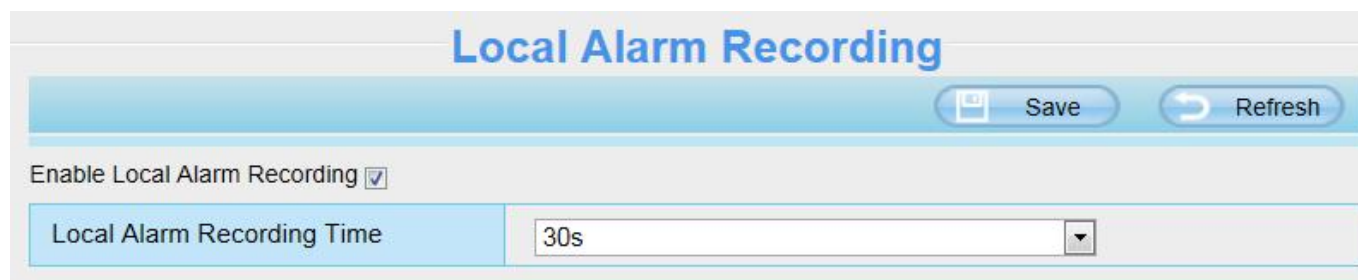 Local Alarm Recording
Save Refresh
Enable Local Alarm Recording
Local Alarm Recording Time 30s